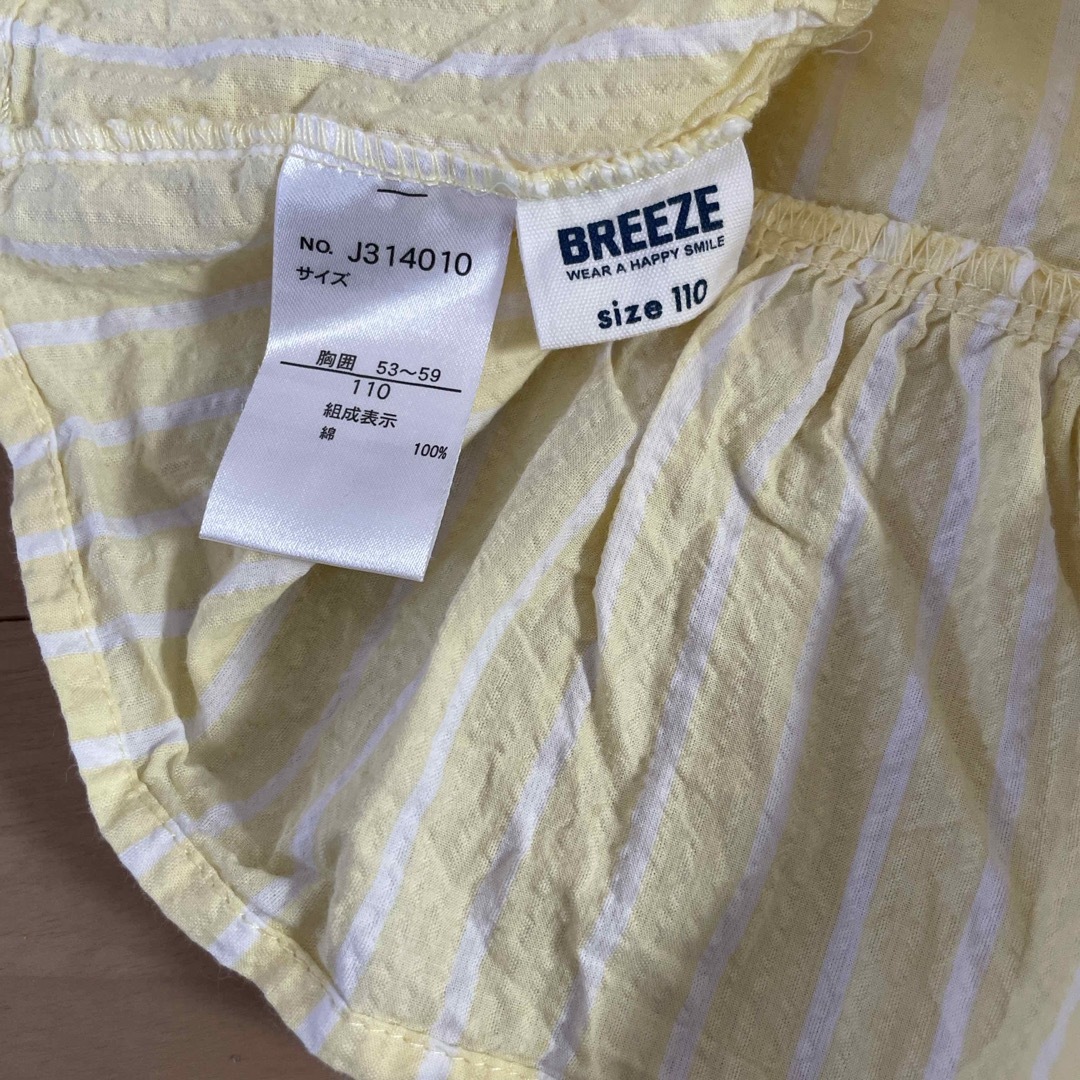 NO. J314010
サイズ
胸囲 53～59
110
組成表示
綿 100%
BREEZE
WEAR A HAPPY SMILE
size 110